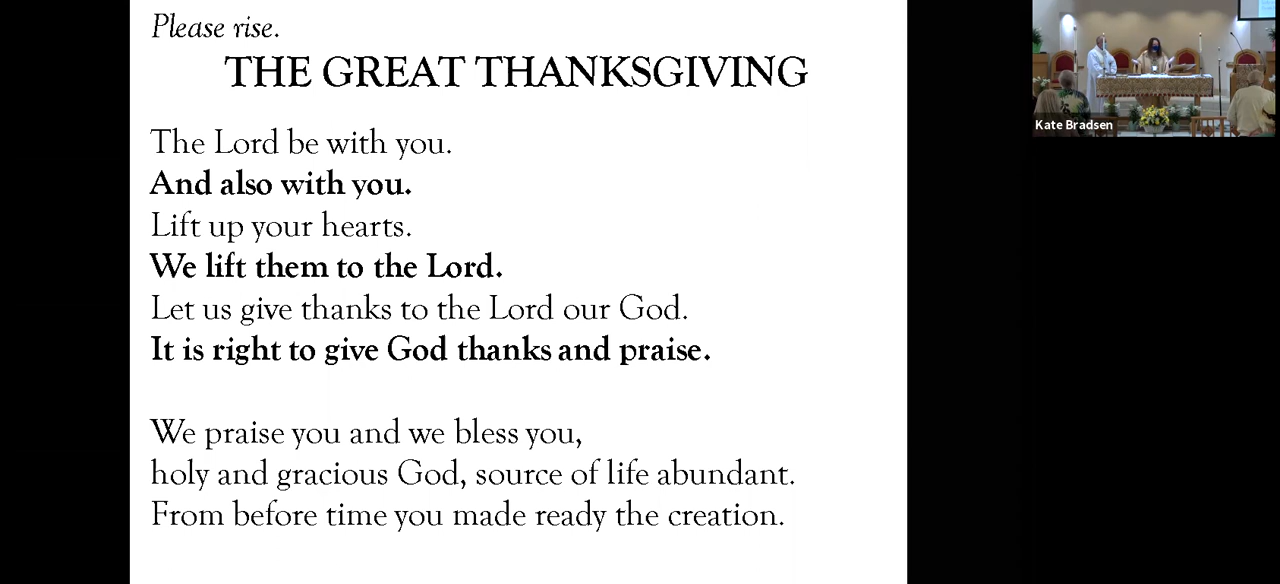 Please rise.
THE GREAT THANKSGIVING
The Lord be with you.
And also with you.
Lift up your hearts.
We lift them to the Lord.
Let us give thanks to the Lord our God.
It is right to give God thanks and praise.
We praise you and we bless you,
holy and gracious God, source of life abundant.
From before time you made ready the creation.
Kate Bradsen